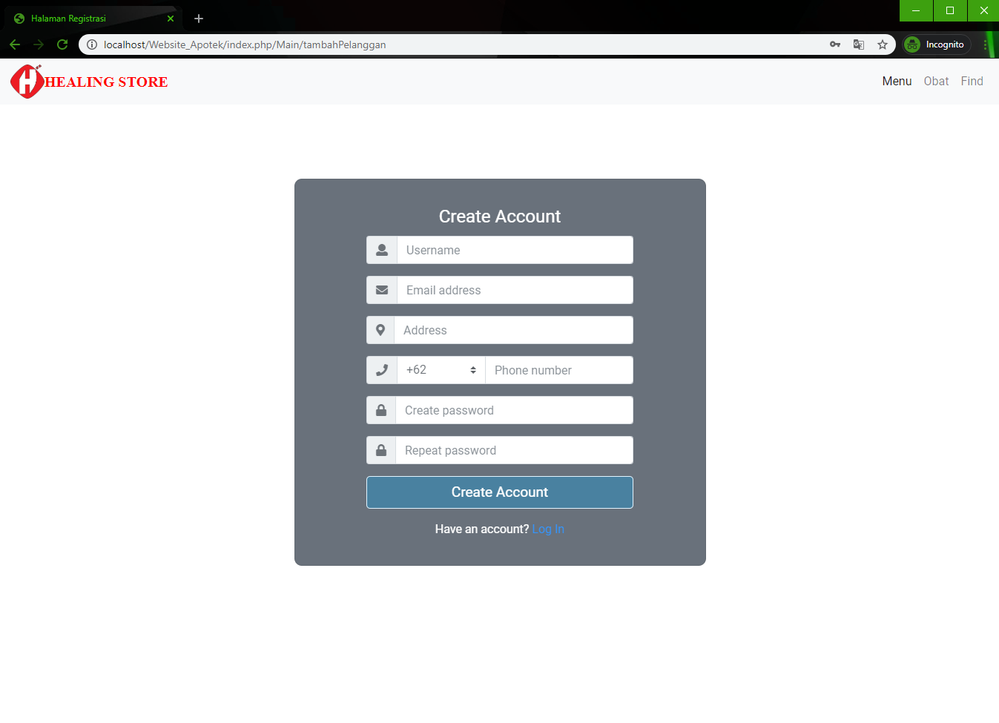 Halaman Registrasi
localhost/Website_Apotek/index.php/Main/tambahPelanggan
Incognito
HEALING STORE
Menu Obat Find
Create Account
Username
Email address
Address
+62 Phone number
Create password
Repeat password
Create Account
Have an account? Log In